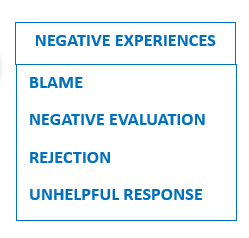 NEGATIVE EXPERIENCES
BLAME
NEGATIVE EVALUATION
REJECTION
UNHELPFUL RESPONSE